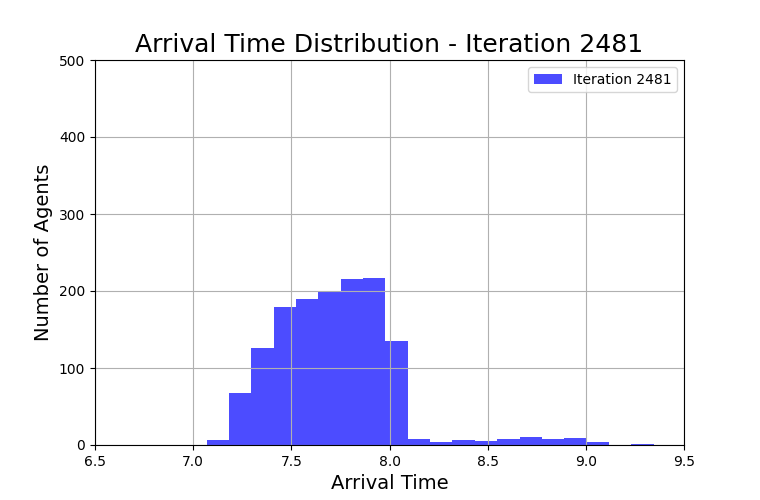 Arrival Time Distribution - Iteration 2481
Iteration 2481
Number of Agents
500
400
300
200
100
0
6.5 7.0 7.5 8.0 8.5 9.0 9.5
Arrival Time